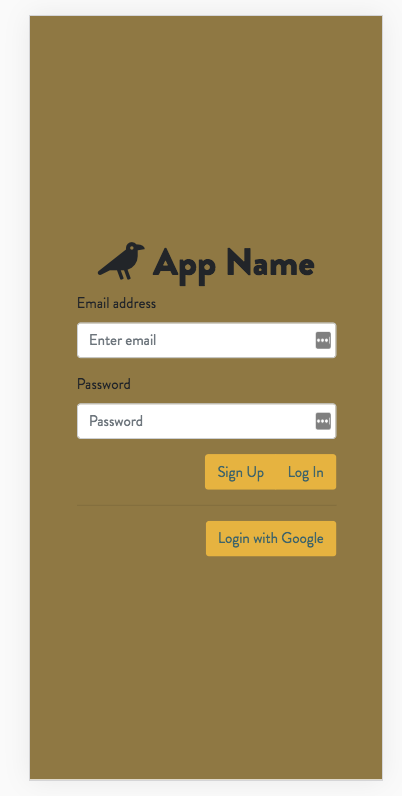 App Name
Email address
Enter email
Password
Password
Sign Up Log In
Login with Google